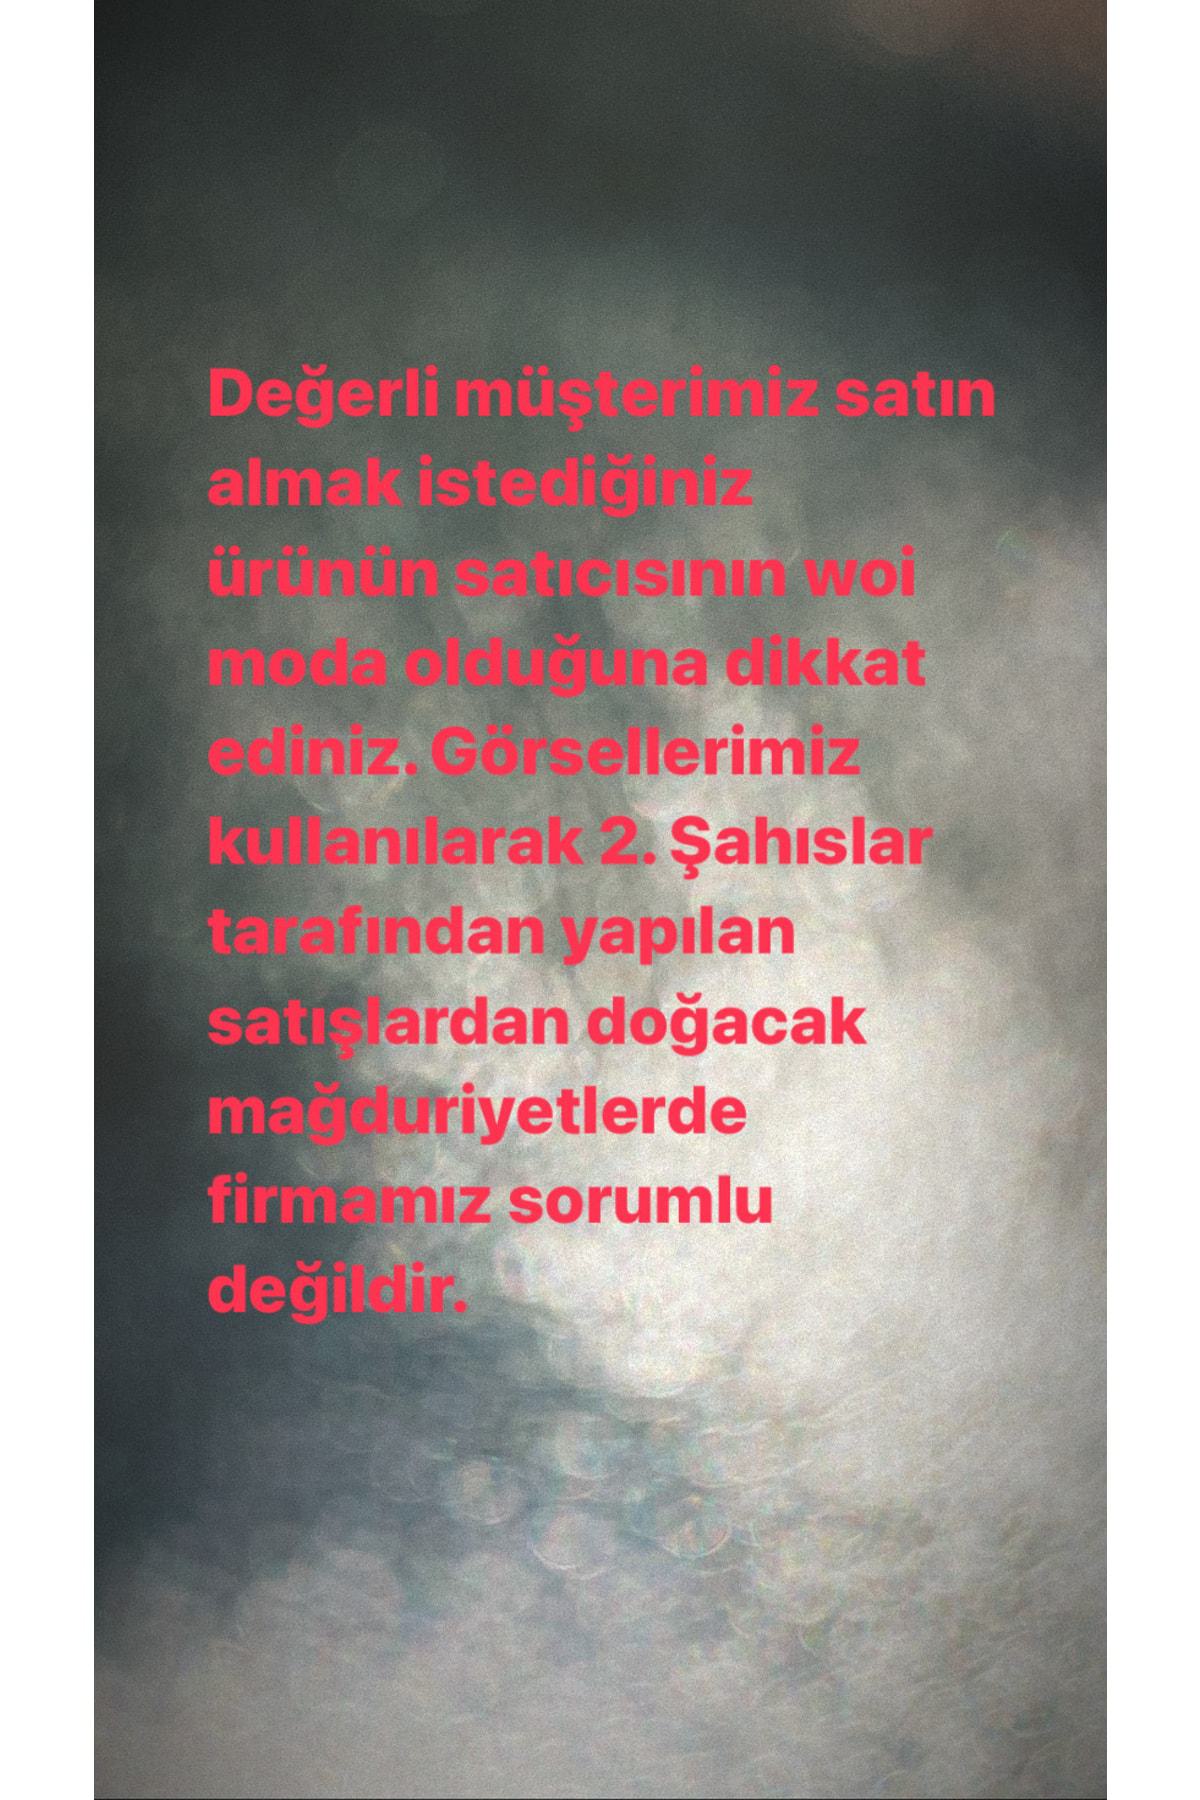 Değerli müşterimiz satın
almak istediğiniz
ürünün satıcısının woi
moda olduğuna dikkat
ediniz. Görsellerimiz
kullanılarak 2. Şahıslar
tarafından yapılan
satışlardan doğacak
mağduriyetlerde
firmamız sorumlu
değildir.